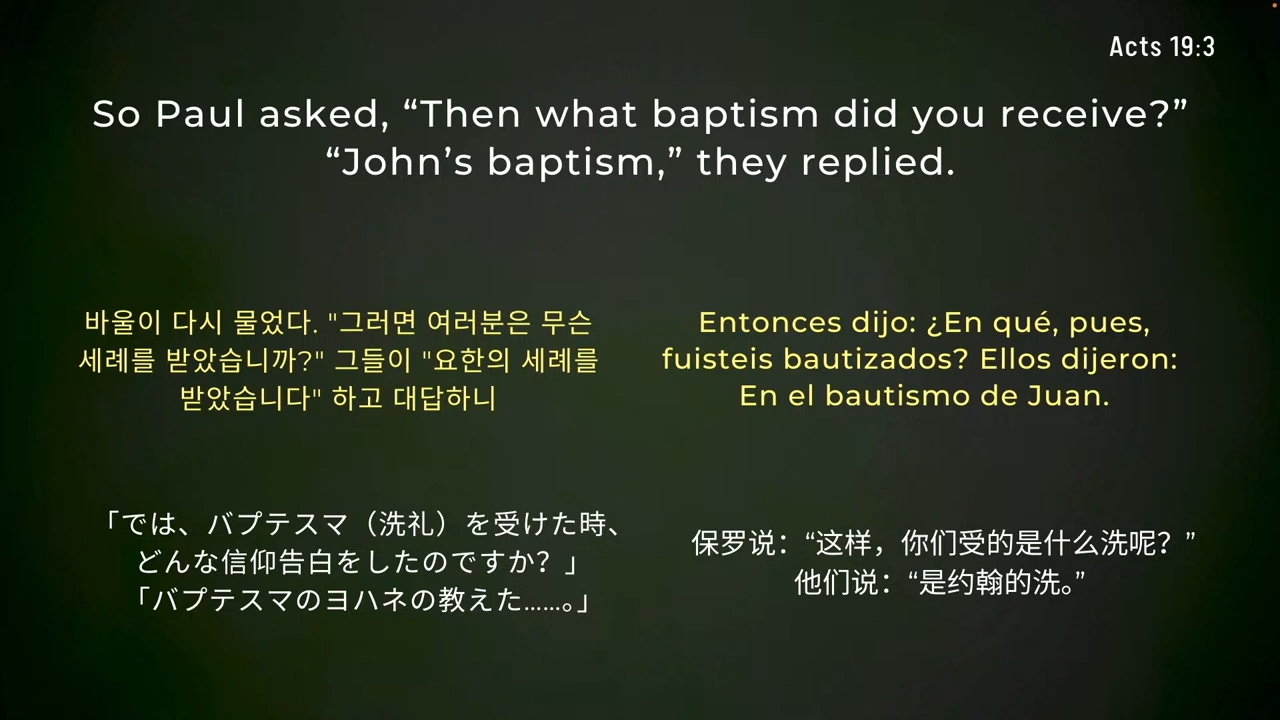 Acts 19:3
So Paul asked, “Then what baptism did you receive?”
“John’s baptism,” they replied.
바울이 다시 물었다. "그러면 여러분은 무슨
세례를 받았습니까?" 그들이 "요한의 세례를
받았습니다" 하고 대답하니
Entonces dijo: ¿En qué, pues,
fuisteis bautizados? Ellos dijeron:
En el bautismo de Juan.
「では、バプテスマ（洗礼）を受けた時、
どんな信仰告白をしたのですか？」
「バプテスマのヨハネの教えた……。」
保罗说：“这样，你们受的是什么洗呢？”
他们说：“是约翰的洗。”